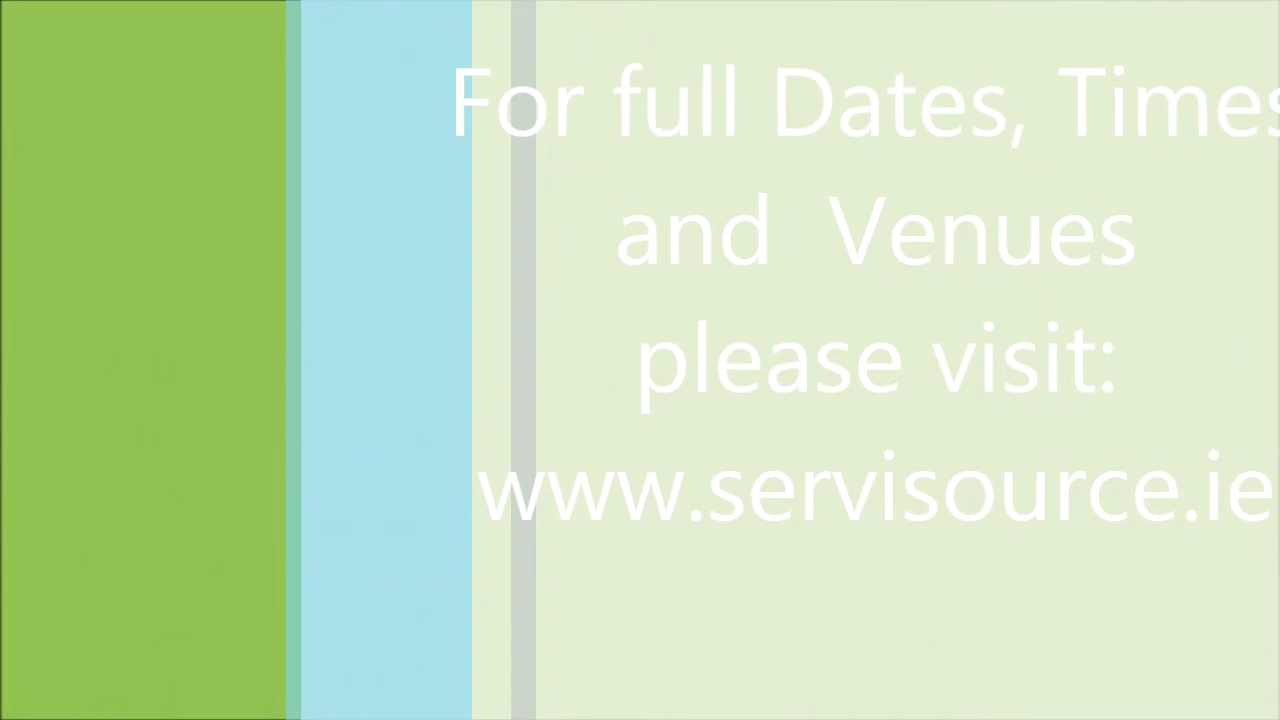 For full Dates, Times
and  Venues
please visit:
www.servisource.ie